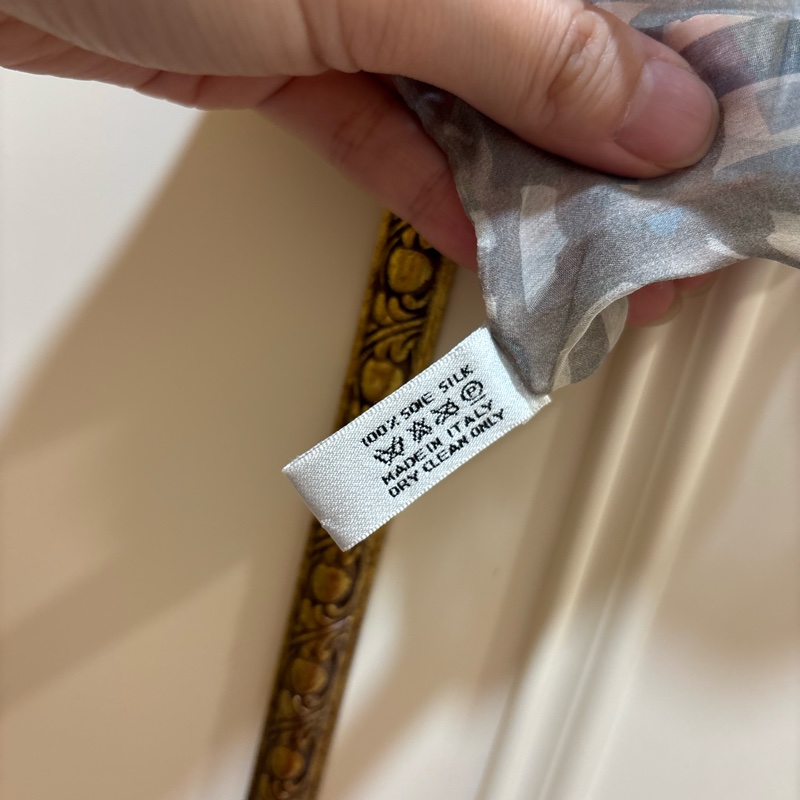 100% SOIE SILK
P
MADE IN ITALY
DRY CLEAN ONLY